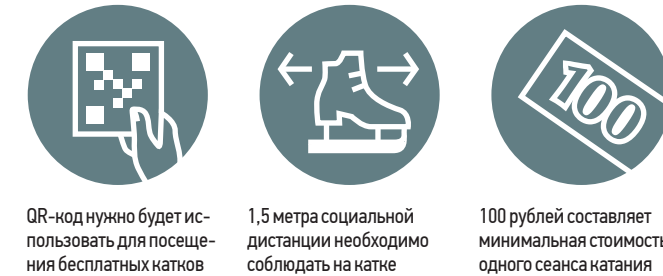 100
QR-код нужно будет ис-
пользовать для посеще-
ния бесплатных катков
1,5 метра социальной
дистанции необходимо
соблюдать на катке
100 рублей составляет
минимальная стоимость
одного сеанса катания